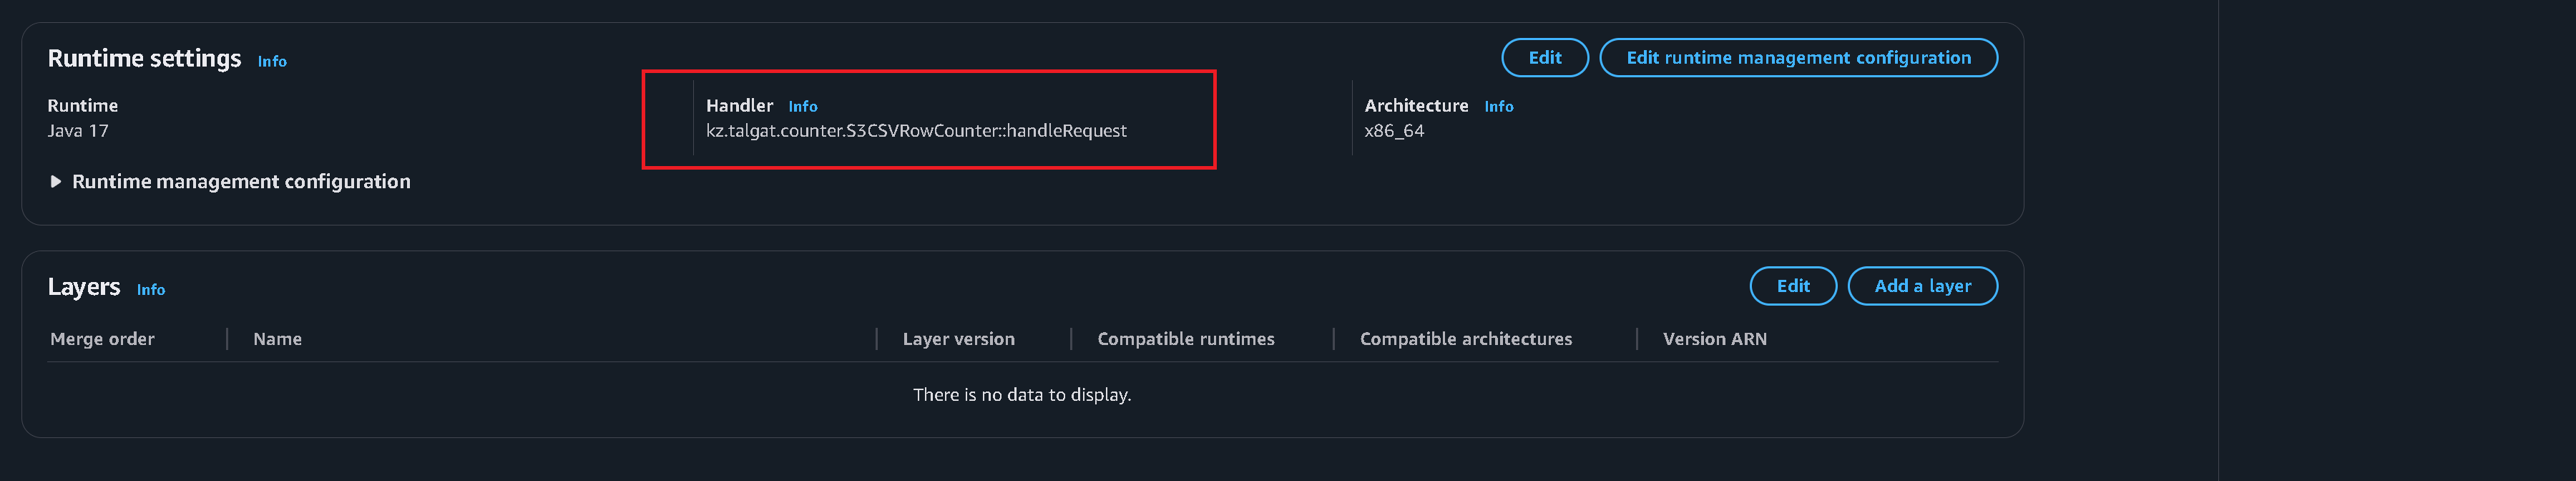 Runtime settings Info
Edit
Edit runtime management configuration
Runtime
Java 17
Handler Info
kz.talgat.counter.S3CSVRowCounter::handleRequest
Architecture Info
x86_64
Runtime management configuration
Layers Info
Edit
Add a layer
Merge order
Name
Layer version
Compatible runtimes
Compatible architectures
Version ARN
There is no data to display.